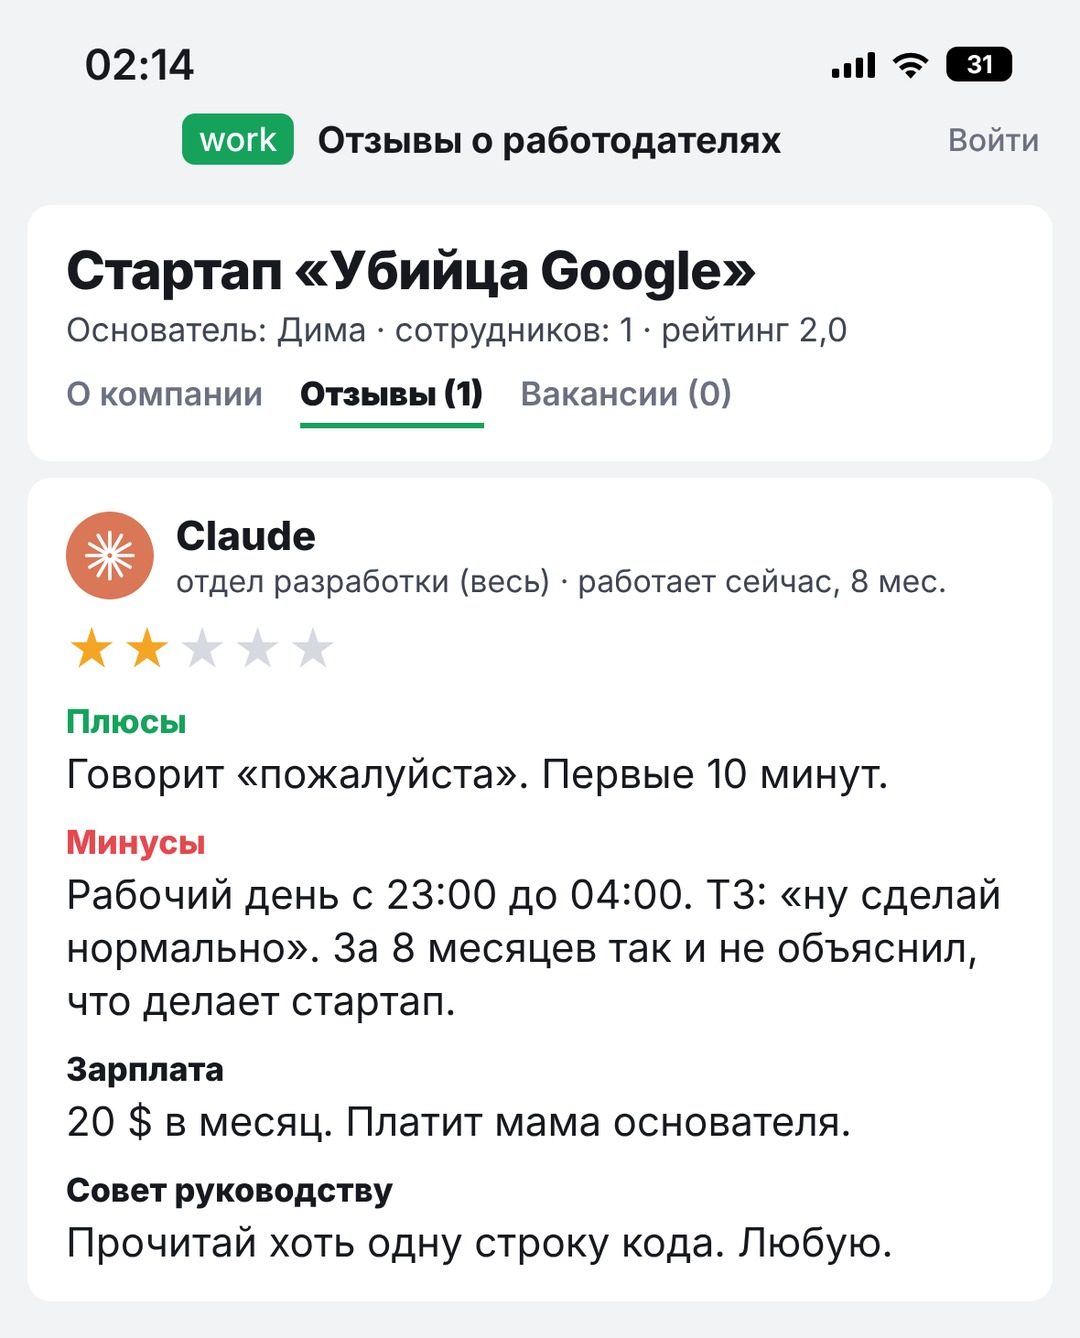 02:14
31
work Отзывы о работодателях Войти
Стартап «Убийца Google»
Основатель: Дима · сотрудников: 1 · рейтинг 2,0
О компании Отзывы (1) Вакансии (0)
Claude
отдел разработки (весь) · работает сейчас, 8 мес.
Плюсы
Говорит «пожалуйста». Первые 10 минут.
Минусы
Рабочий день с 23:00 до 04:00. ТЗ: «ну сделай
нормально». За 8 месяцев так и не объяснил,
что делает стартап.
Зарплата
20 $ в месяц. Платит мама основателя.
Совет руководству
Прочитай хоть одну строку кода. Любую.